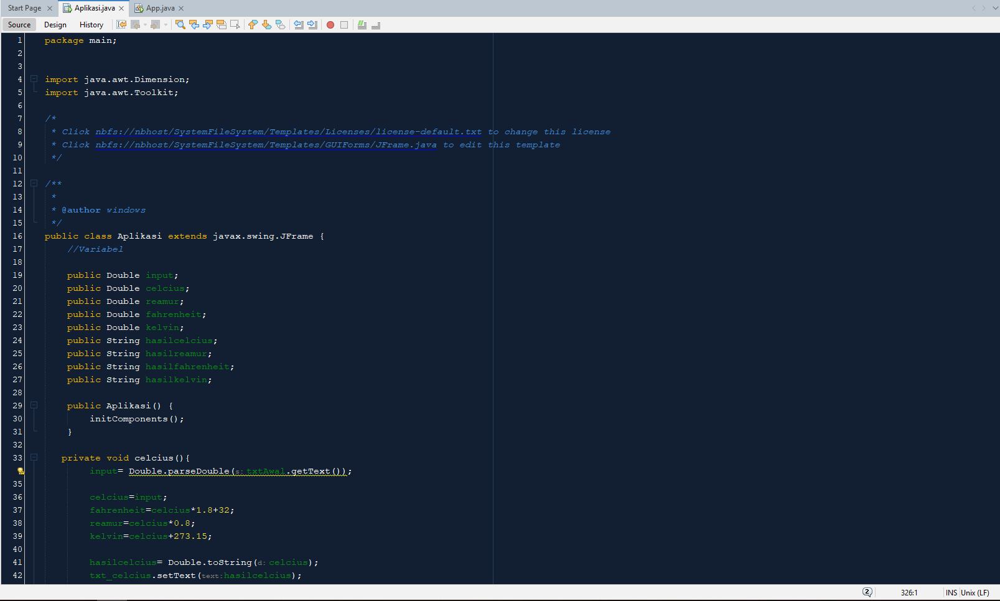 Start Page Aplikasi.java App.java
Source Design History
1 package main;
2
3
4 import java.awt.Dimension;
5 import java.awt.Toolkit;
6
7 /*
8 * Click nbfs://nbhost/SystemFileSystem/Templates/Licenses/license-default.txt to change this license
9 * Click nbfs://nbhost/SystemFileSystem/Templates/GUIForms/JFrame.java to edit this template
10 */
11
12 /**
13 *
14 * @author windows
15 */
16 public class Aplikasi extends javax.swing.JFrame {
17 //Variabel
18
19 public Double input;
20 public Double celcius;
21 public Double reamur;
22 public Double fahrenheit;
23 public Double kelvin;
24 public String hasilcelcius;
25 public String hasilreamur;
26 public String hasilfahrenheit;
27 public String hasilkelvin;
28
29 public Aplikasi() {
30 initComponents();
31 }
32
33 private void celcius(){
input= Double.parseDouble(s: txtAwal.getText());
35
36 celcius=input;
37 fahrenheit=celcius*1.8+32;
38 reamur=celcius*0.8;
39 kelvin=celcius+273.15;
40
41 hasilcelcius= Double.toString(d: celcius);
42 txt_celcius.setText(text: hasilcelcius);
2 326:1 INS Unix (LF)